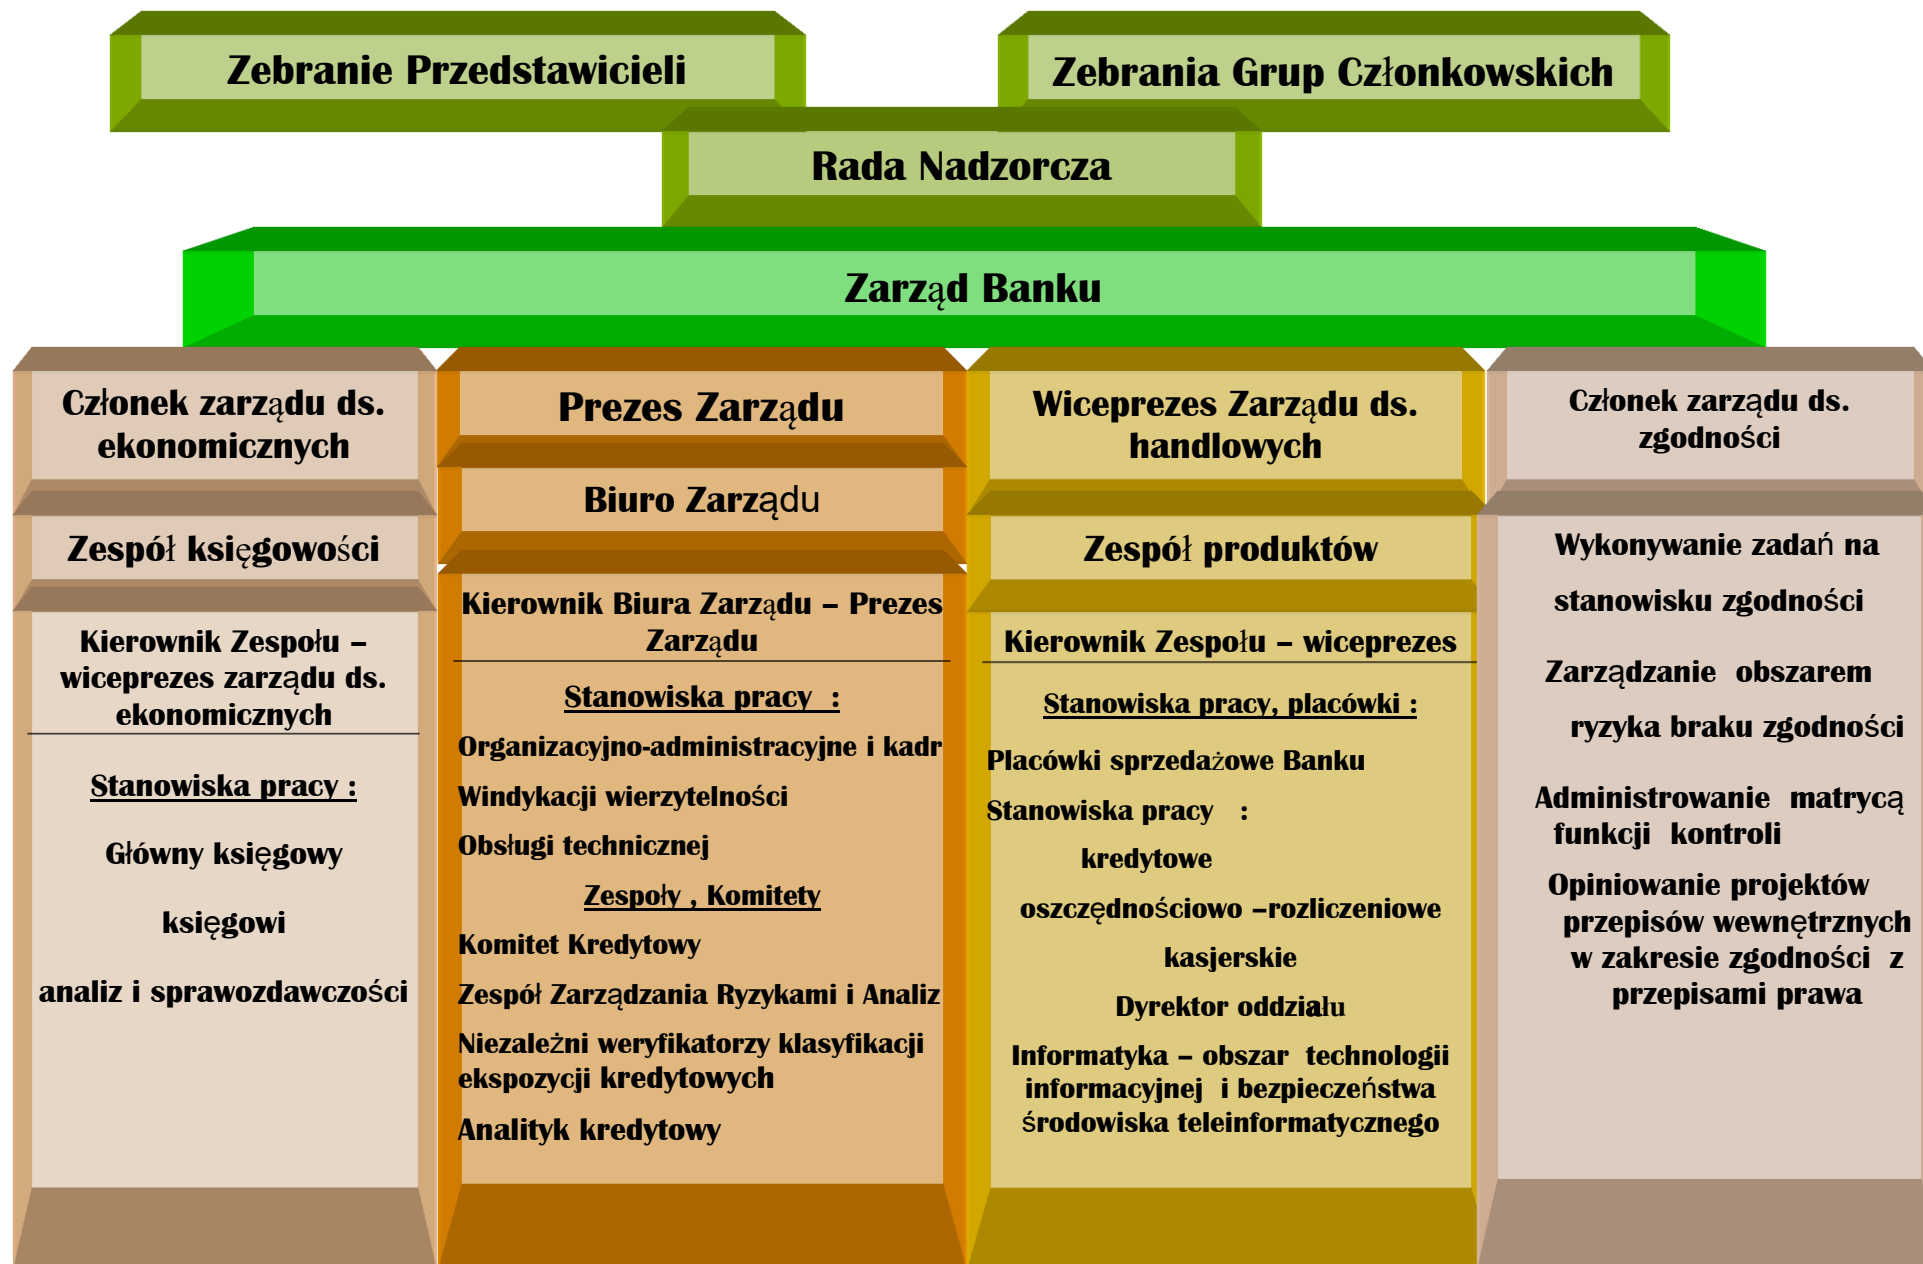 Zebranie Przedstawicieli
Zebrania Grup Członkowskich
Rada Nadzorcza
Zarząd Banku
Członek zarządu ds.
ekonomicznych
Zespół księgowości
Kierownik Zespołu –
wiceprezes zarządu ds.
ekonomicznych
Stanowiska pracy :
Główny księgowy
księgowi
analiz i sprawozdawczości
Prezes Zarządu
Biuro Zarządu
Kierownik Biura Zarządu – Prezes
Zarządu
Stanowiska pracy :
Organizacyjno-administracyjne i kadr
Windykacji wierzytelności
Obsługi technicznej
Zespoły , Komitety
Komitet Kredytowy
Zespół Zarządzania Ryzykami i Analiz
Niezależni weryfikatorzy klasyfikacji
ekspozycji kredytowych
Analityk kredytowy
Wiceprezes Zarządu ds.
handlowych
Zespół produktów
Kierownik Zespołu – wiceprezes
Stanowiska pracy, placówki :
Placówki sprzedażowe Banku
Stanowiska pracy :
kredytowe
oszczędnościowo –rozliczeniowe
kasjerskie
Dyrektor oddziału
Informatyka – obszar technologii
informacyjnej i bezpieczeństwa
środowiska teleinformatycznego
Członek zarządu ds.
zgodności
Wykonywanie zadań na
stanowisku zgodności
Zarządzanie obszarem
ryzyka braku zgodności
Administrowanie matrycą
funkcji kontroli
Opiniowanie projektów
przepisów wewnętrznych
w zakresie zgodności z
przepisami prawa